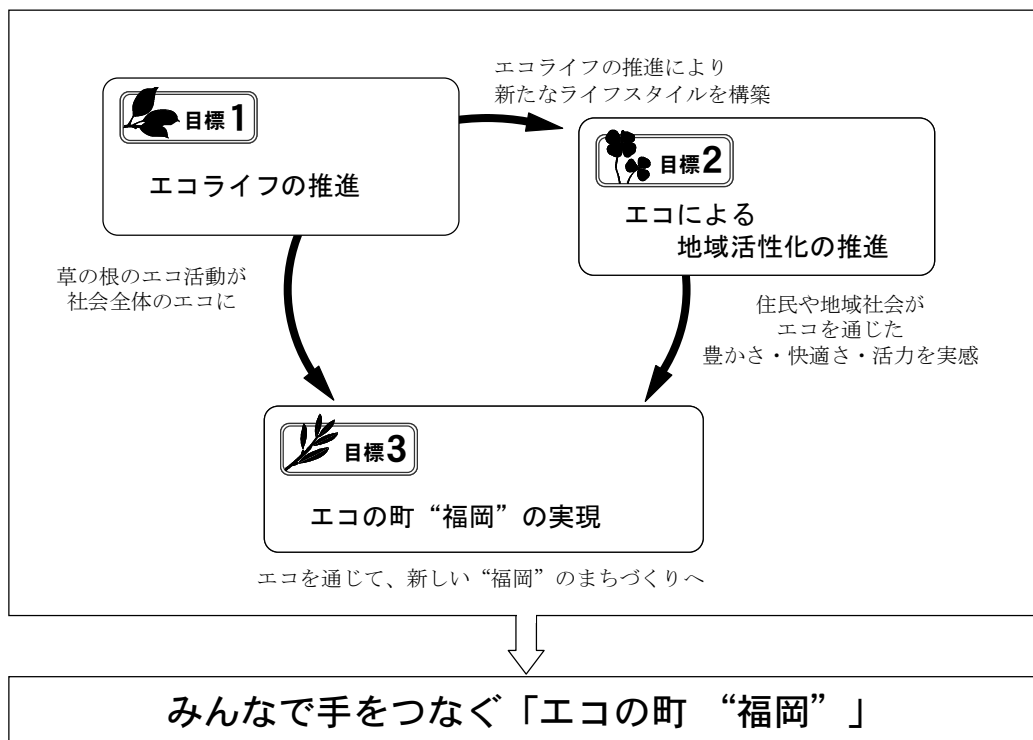 エコライフの推進により
新たなライフスタイルを構築
目標1
エコライフの推進
目標2
エコによる
地域活性化の推進
草の根のエコ活動が
社会全体のエコに
住民や地域社会が
エコを通じた
豊かさ・快適さ・活力を実感
目標3
エコの町 “福岡” の実現
エコを通じて、新しい “福岡” のまちづくりへ
みんなで手をつなぐ「エコの町 “福岡” 」